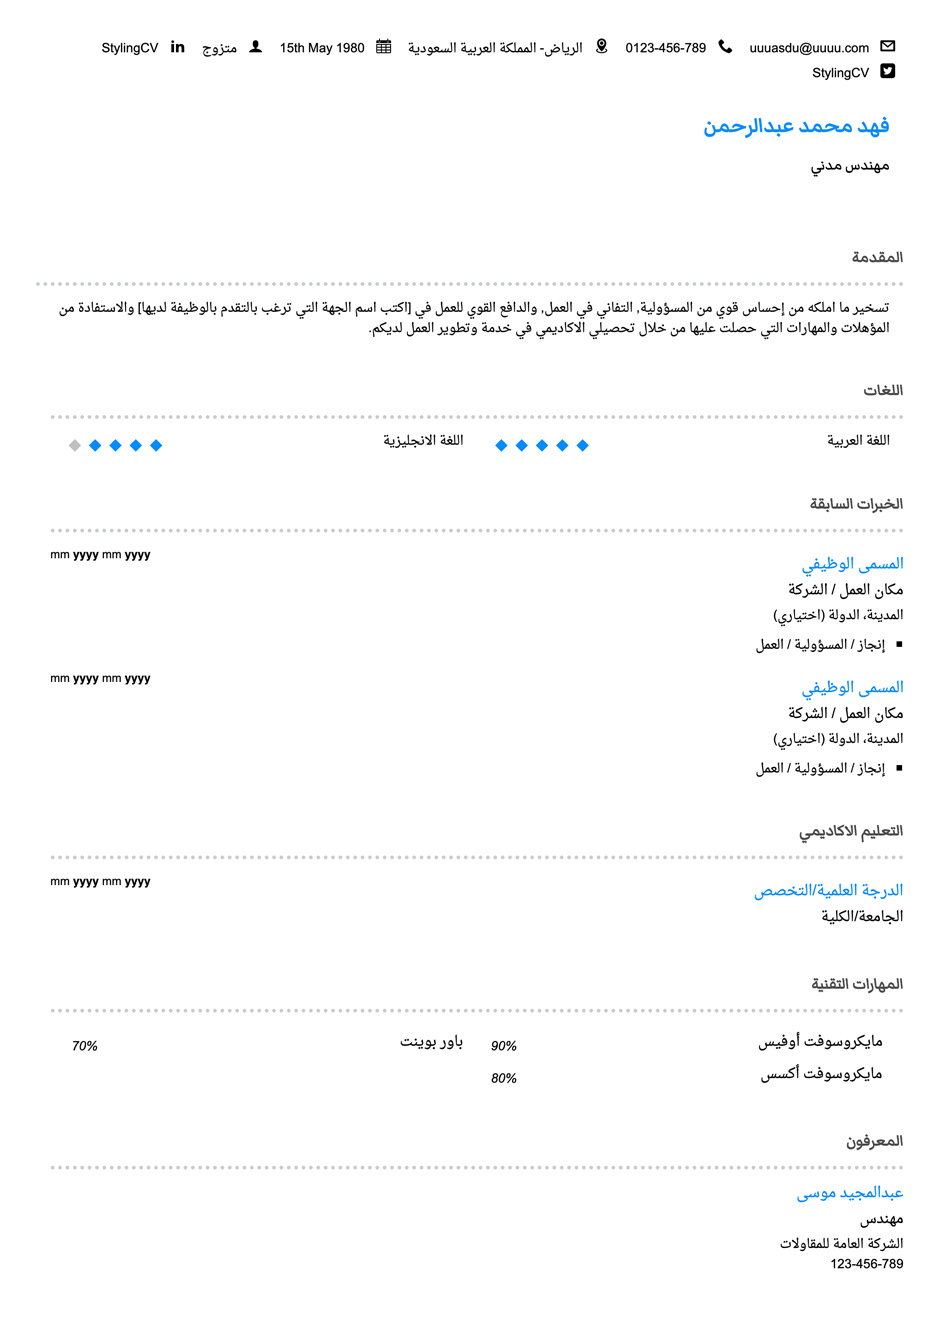 uuuasdu@uuuu.com 0123-456-789 الرياض- المملكة العربية السعودية 15th May 1980 متزوج StylingCV
StylingCV
فهد محمد عبدالرحمن
مهندس مدني
المقدمة
تسخير ما املكه من إحساس قوي من المسؤولية, التفاني في العمل, والدافع القوي للعمل في [اكتب اسم الجهة التي ترغب بالتقدم بالوظيفة لديها] والاستفادة من
المؤهلات والمهارات التي حصلت عليها من خلال تحصيلي الاكاديمي في خدمة وتطوير العمل لديكم.
اللغات
اللغة العربية اللغة الانجليزية
الخبرات السابقة
mm yyyy mm yyyy
المسمى الوظيفي
مكان العمل / الشركة
المدينة، الدولة (اختياري)
▪ إنجاز / المسؤولية / العمل
mm yyyy mm yyyy
المسمى الوظيفي
مكان العمل / الشركة
المدينة، الدولة (اختياري)
▪ إنجاز / المسؤولية / العمل
التعليم الاكاديمي
mm yyyy mm yyyy
الدرجة العلمية/التخصص
الجامعة/الكلية
المهارات التقنية
مايكروسوفت أوفيس 90% باور بوينت 70%
مايكروسوفت أكسس 80%
المعرفون
عبدالمجيد موسى
مهندس
الشركة العامة للمقاولات
123-456-789